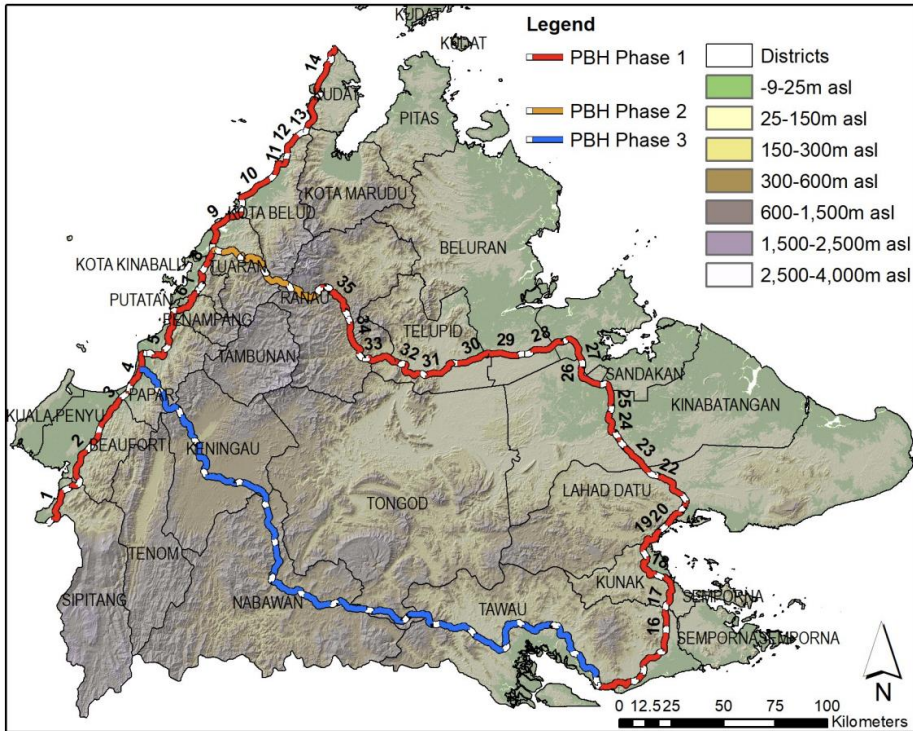 KUDAT
KUDAT
KUDAT
PITAS
KOTA MARUDU
KOTA BELUD
BELURAN
KOTA KINABALU
TUARAN
PUTATAN
RANAU
PENAMPANG
TELUPID
TAMBUNAN
SANDAKAN
KINABATANGAN
PAPAR
KUALA PENYU
BEAUFORT
KENINGAU
LAHAD DATU
TONGOD
TENOM
KUNAK
SIPITANG
NABAWAN
TAWAU
SEMPORNA
SEMPORNA
SEMPORNA
1
2
3
4
5
6
7
8
9
10
11
12
13
14
16
17
18
19
20
22
23
24
25
26
27
28
29
30
31
32
33
34
35
Legend
PBH Phase 1
PBH Phase 2
PBH Phase 3
Districts
-9-25m asl
25-150m asl
150-300m asl
300-600m asl
600-1,500m asl
1,500-2,500m asl
2,500-4,000m asl
N
0 12.5 25 50 75 100
Kilometers